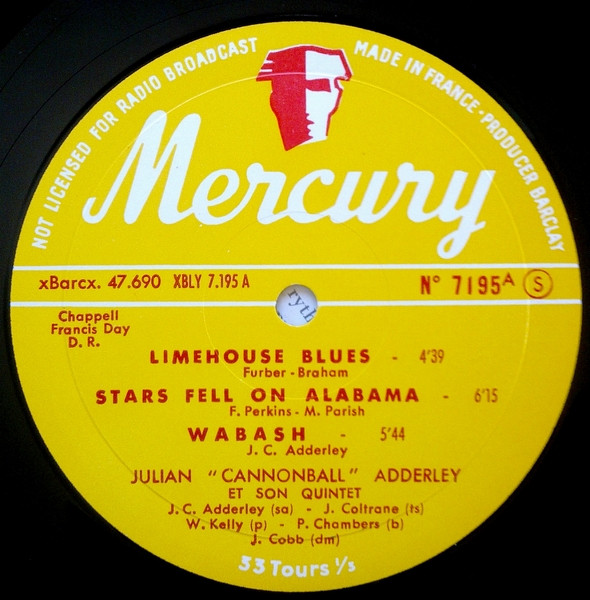 NOT LICENSED FOR RADIO BROADCAST
MADE IN FRANCE · PRODUCER BARCLAY
Mercury
xBarcx. 47.690 XBLY 7.195 A
N° 7195A S
Chappell
Francis Day
D. R.
ryth
LIMEHOUSE BLUES - 4'39
Furber - Braham
STARS FELL ON ALABAMA - 6'15
F. Perkins - M. Parish
WABASH - 5'44
J. C. Adderley
JULIAN "CANNONBALL" ADDERLEY
ET SON QUINTET
J. C. Adderley (sa) - J. Coltrane (ts)
W. Kelly (p) - P. Chambers (b)
J. Cobb (dm)
33 Tours 1/3